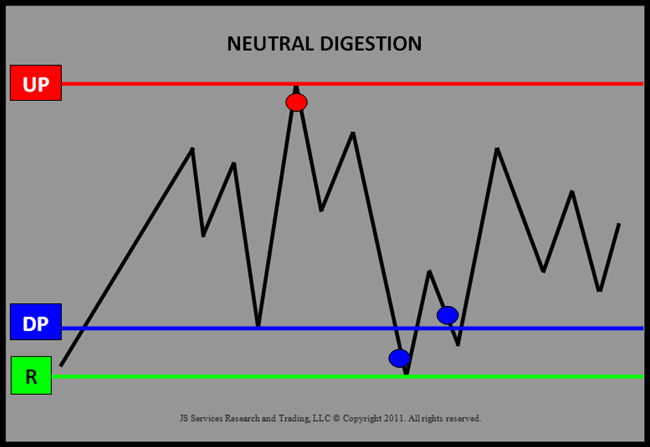 NEUTRAL DIGESTION
UP
DP
R
JS Services Research and Trading, LLC © Copyright 2011. All rights reserved.